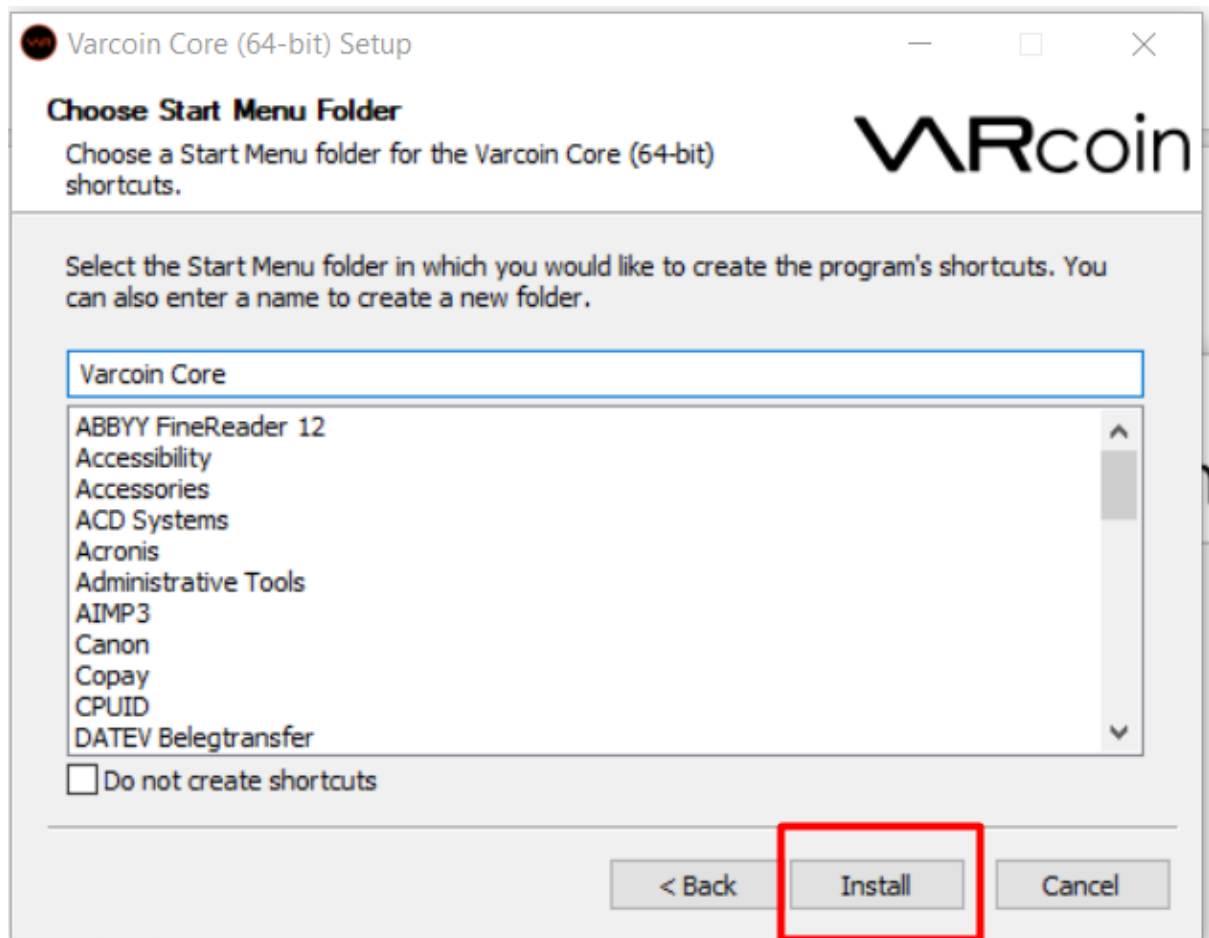 Varcoin Core (64-bit) Setup
Choose Start Menu Folder
Choose a Start Menu folder for the Varcoin Core (64-bit)
shortcuts.
VARcoin
Select the Start Menu folder in which you would like to create the program's shortcuts. You
can also enter a name to create a new folder.
Varcoin Core
ABBYY FineReader 12
Accessibility
Accessories
ACD Systems
Acronis
Administrative Tools
AIMP3
Canon
Copay
CPUID
DATEV Belegtransfer
Do not create shortcuts
< Back
Install
Cancel